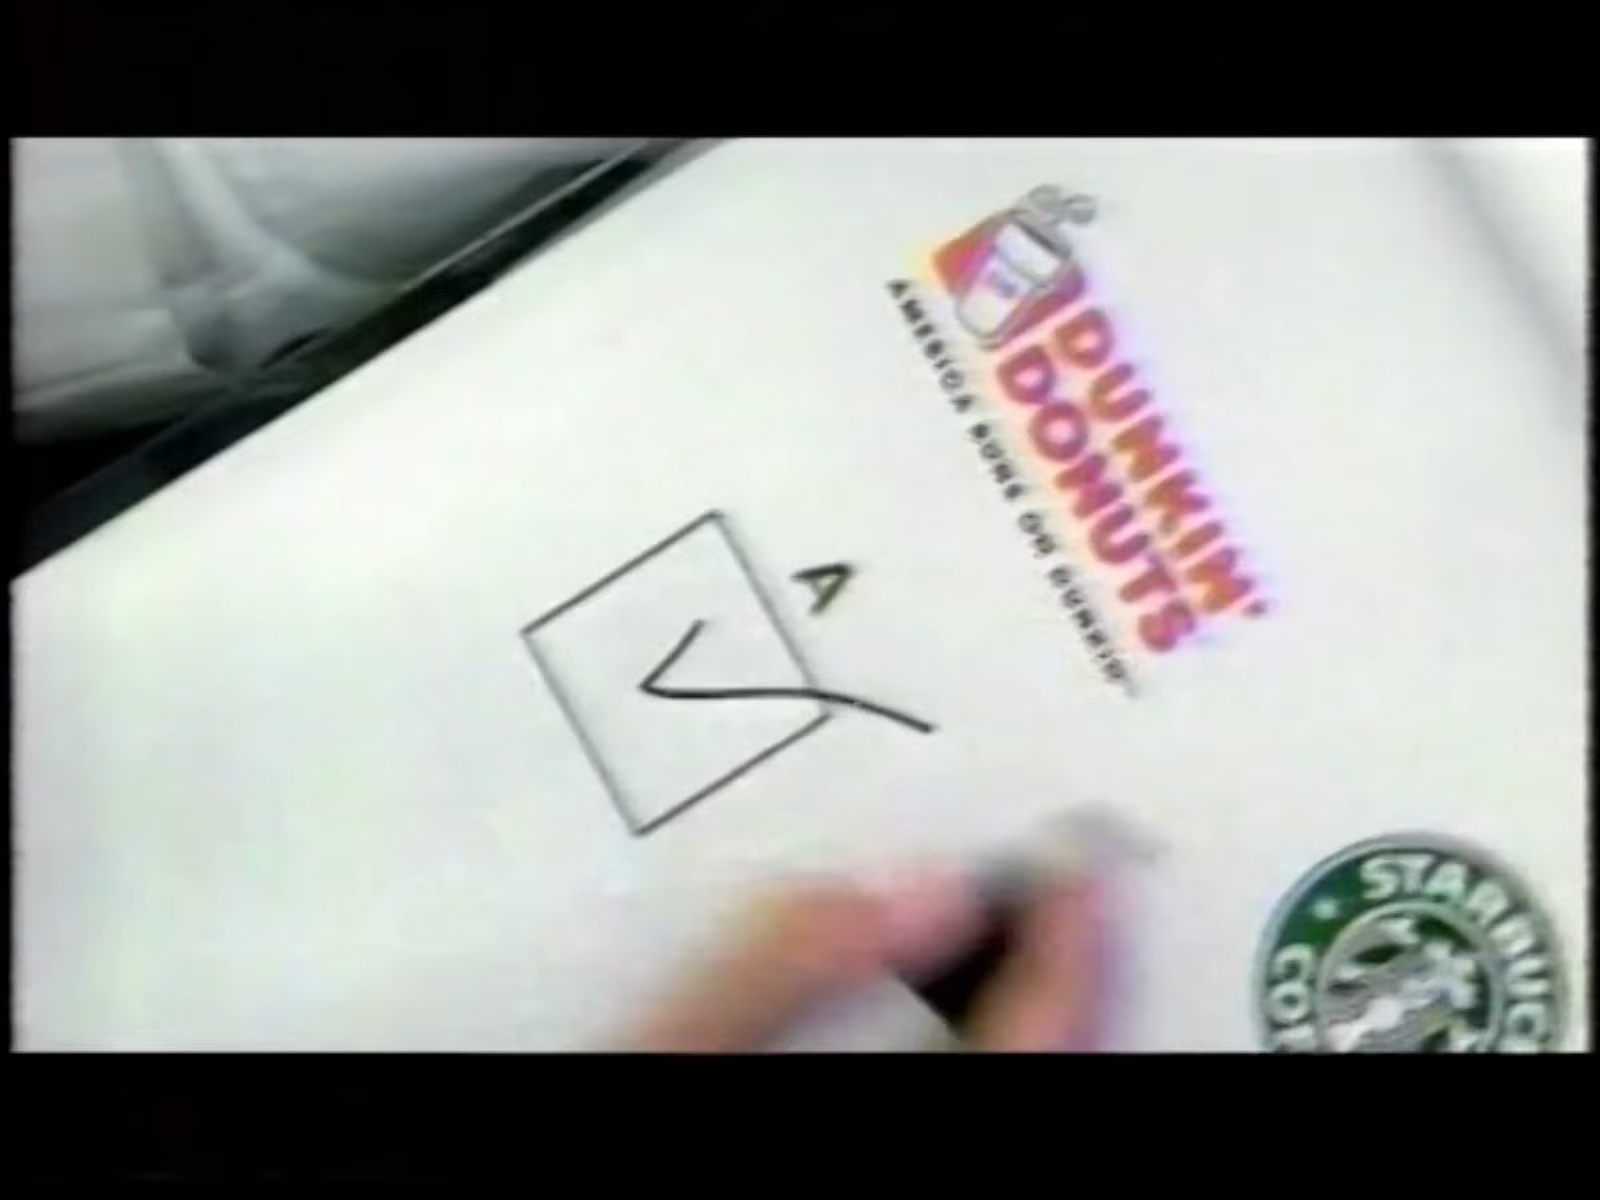 DUNKIN'
DONUTS
AMERICA RUNS ON DUNKIN'
A
STARBUC
CO